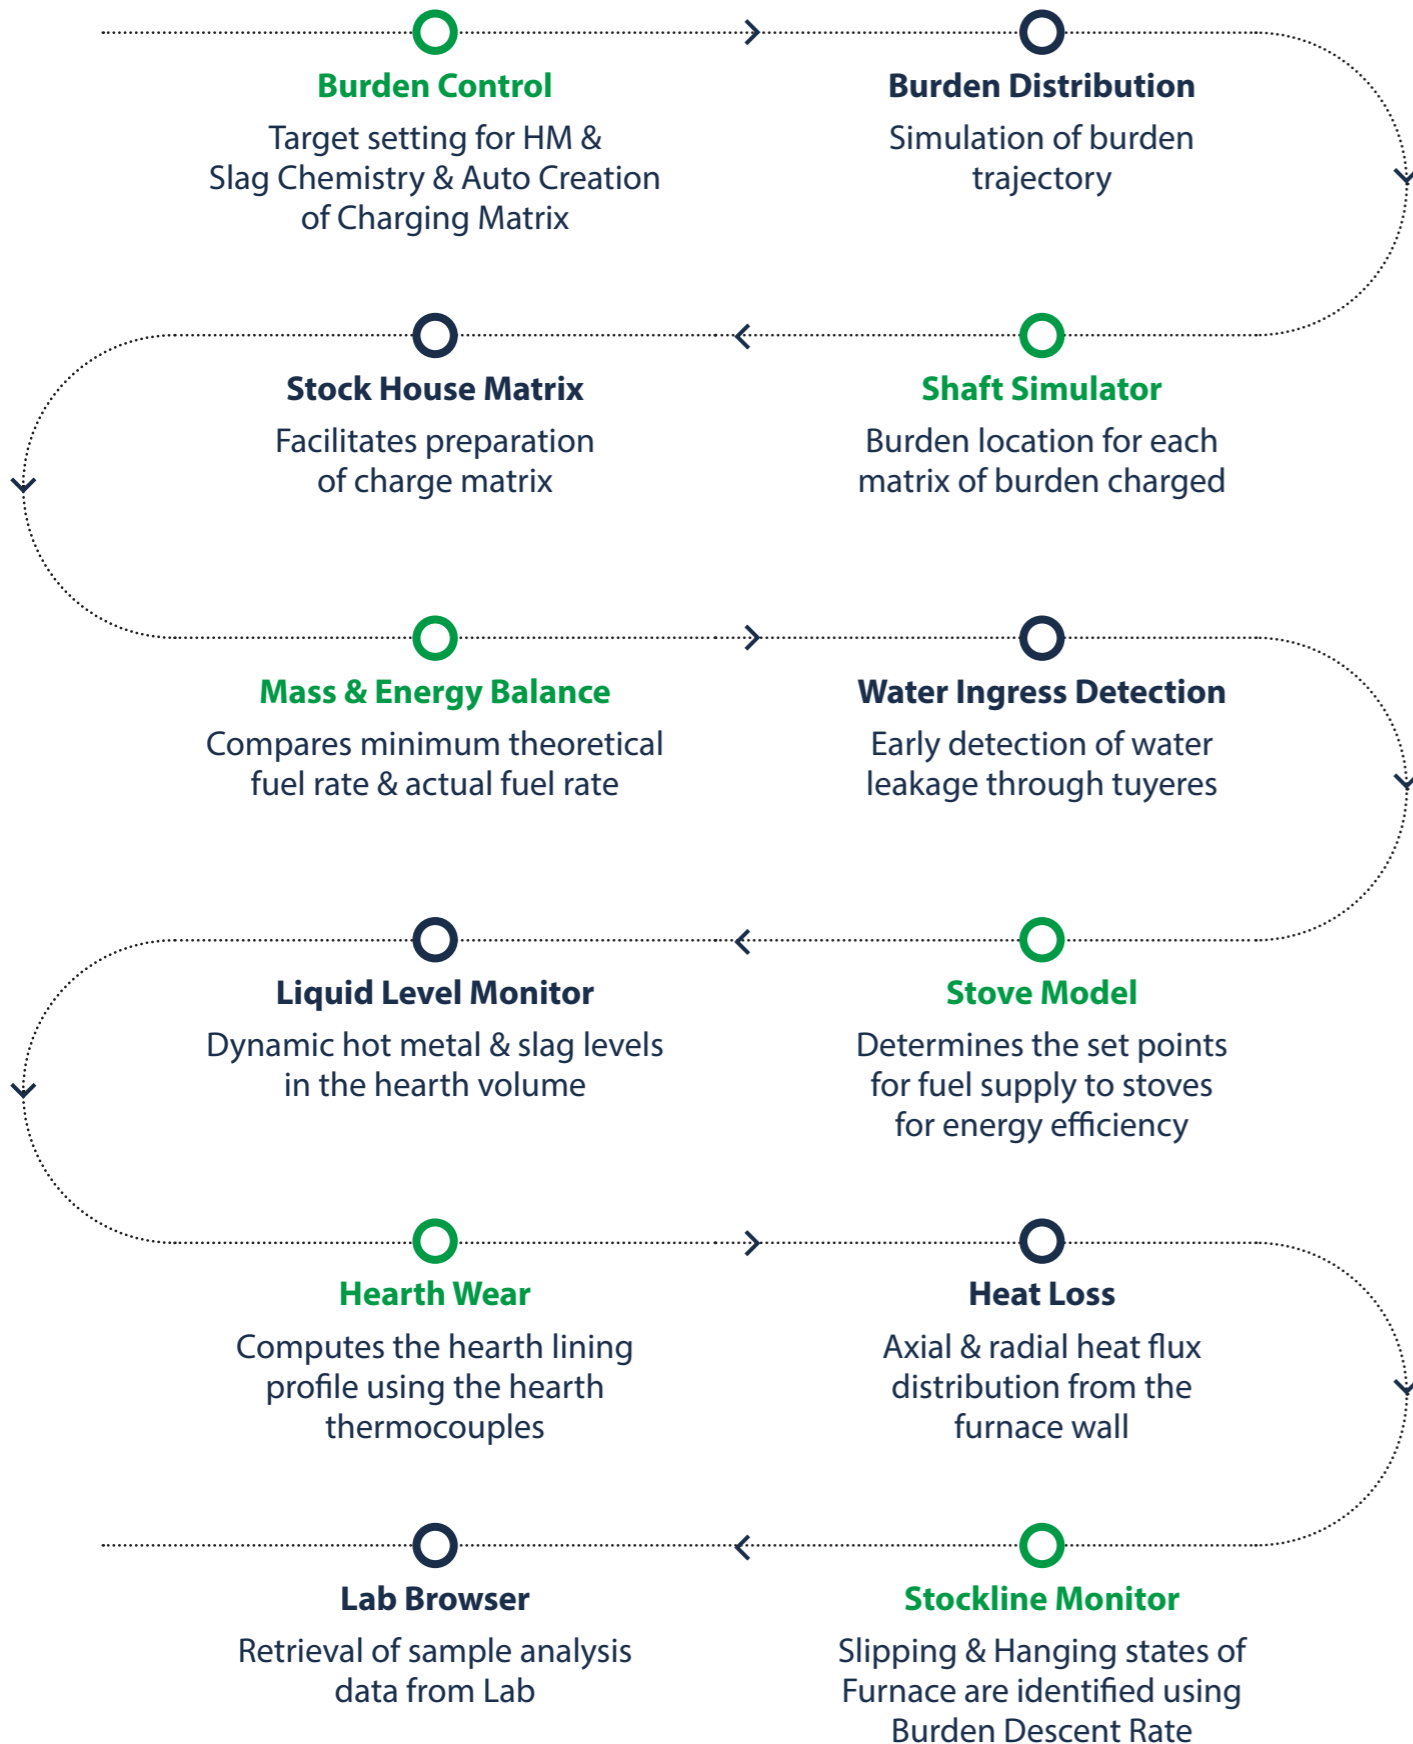 Burden Control
Target setting for HM &
Slag Chemistry & Auto Creation
of Charging Matrix
Burden Distribution
Simulation of burden
trajectory
Shaft Simulator
Burden location for each
matrix of burden charged
Stock House Matrix
Facilitates preparation
of charge matrix
Mass & Energy Balance
Compares minimum theoretical
fuel rate & actual fuel rate
Water Ingress Detection
Early detection of water
leakage through tuyeres
Stove Model
Determines the set points
for fuel supply to stoves
for energy efficiency
Liquid Level Monitor
Dynamic hot metal & slag levels
in the hearth volume
Hearth Wear
Computes the hearth lining
profile using the hearth
thermocouples
Heat Loss
Axial & radial heat flux
distribution from the
furnace wall
Stockline Monitor
Slipping & Hanging states of
Furnace are identified using
Burden Descent Rate
Lab Browser
Retrieval of sample analysis
data from Lab